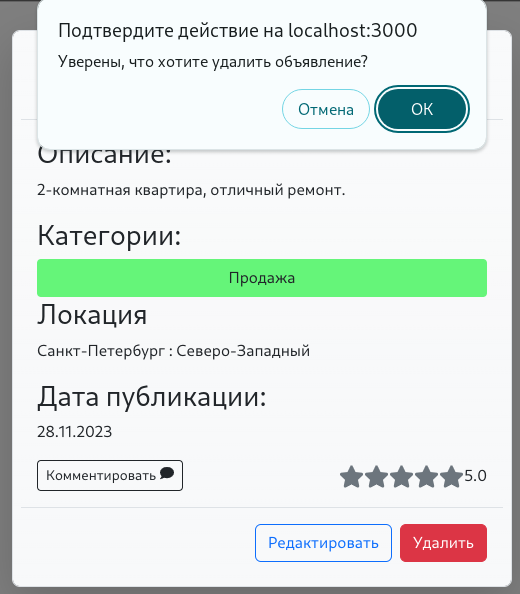 Подтвердите действие на localhost:3000
Уверены, что хотите удалить объявление?
Отмена
ОК
Описание:
2-комнатная квартира, отличный ремонт.
Категории:
Продажа
Локация
Санкт-Петербург : Северо-Западный
Дата публикации:
28.11.2023
Комментировать
5.0
Редактировать
Удалить